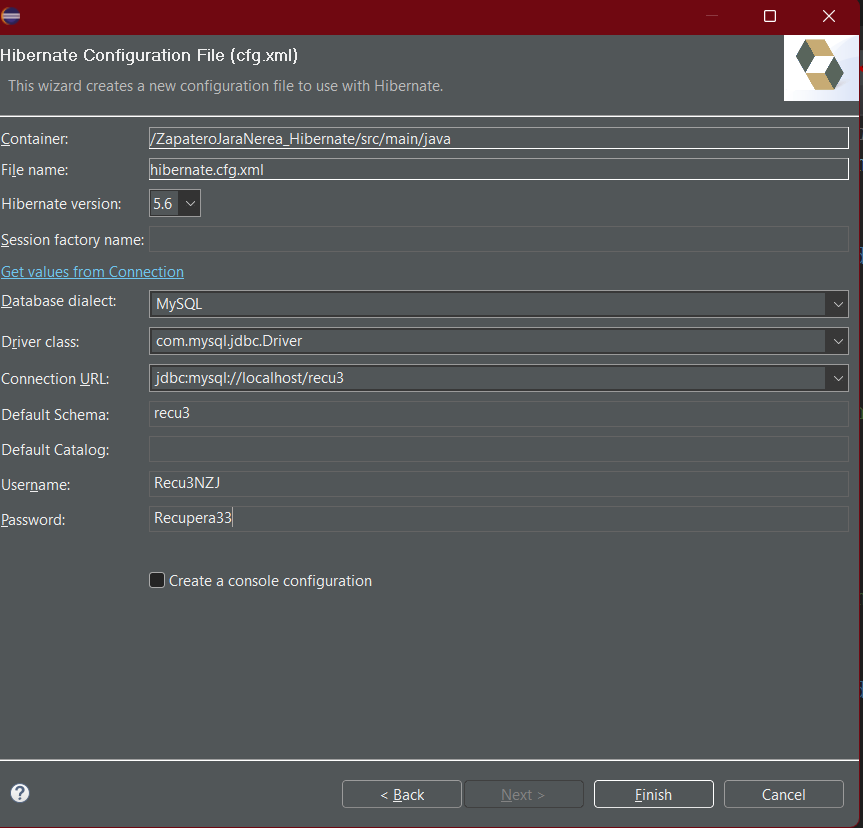 Hibernate Configuration File (cfg.xml)
This wizard creates a new configuration file to use with Hibernate.
Container: /ZapateroJaraNerea_Hibernate/src/main/java
File name: hibernate.cfg.xml
Hibernate version: 5.6
Session factory name:
Get values from Connection
Database dialect: MySQL
Driver class: com.mysql.jdbc.Driver
Connection URL: jdbc:mysql://localhost/recu3
Default Schema: recu3
Default Catalog:
Username: Recu3NZJ
Password: Recupera33
Create a console configuration
? < Back Next > Finish Cancel